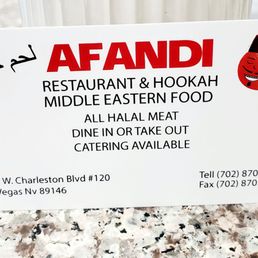 لحم
AFANDI
RESTAURANT & HOOKAH
MIDDLE EASTERN FOOD
ALL HALAL MEAT
DINE IN OR TAKE OUT
CATERING AVAILABLE
W. Charleston Blvd #120
Vegas Nv 89146
Tell (702) 870
Fax (702) 870